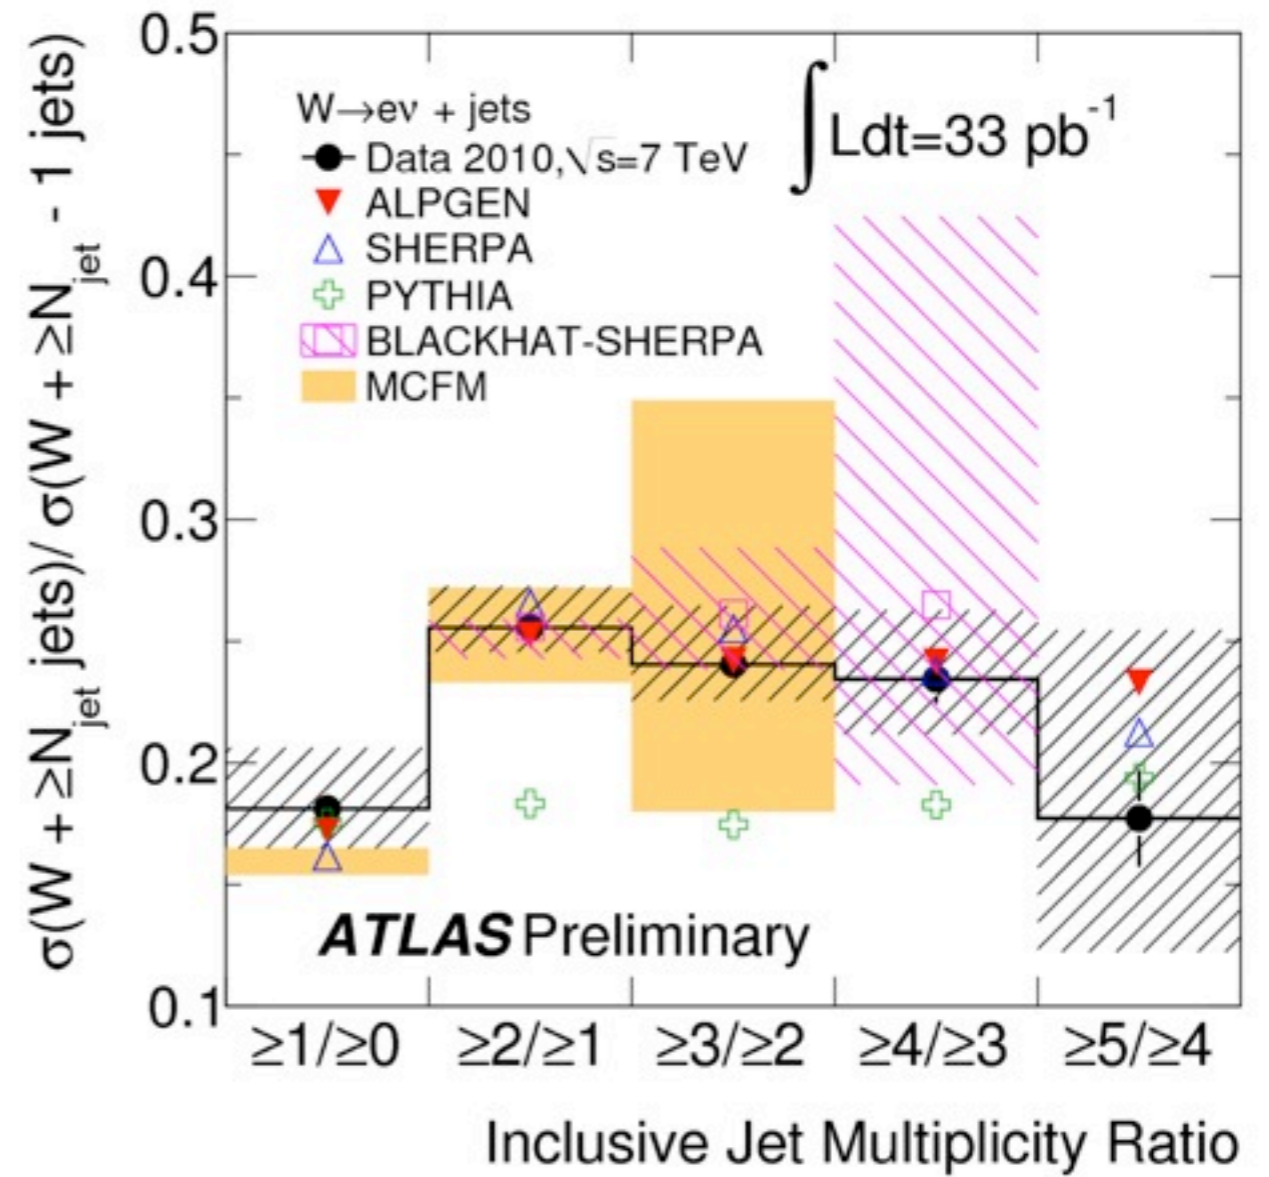 σ(W + ≥N_jet jets)/ σ(W + ≥N_jet - 1 jets)
0.5
0.4
0.3
0.2
0.1
W→eν + jets
Data 2010,√s=7 TeV
ALPGEN
SHERPA
PYTHIA
BLACKHAT-SHERPA
MCFM
∫Ldt=33 pb⁻¹
ATLAS Preliminary
≥1/≥0 ≥2/≥1 ≥3/≥2 ≥4/≥3 ≥5/≥4
Inclusive Jet Multiplicity Ratio